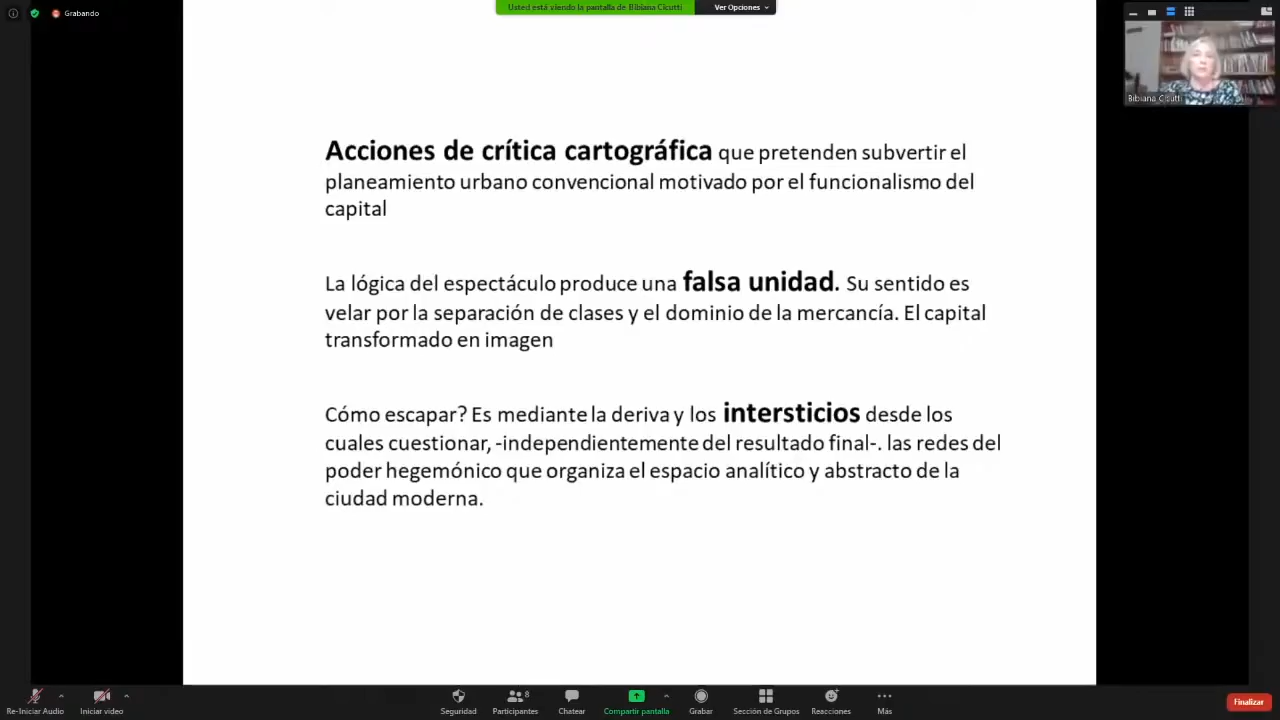 Grabando
Usted está viendo la pantalla de Bibiana Cicutti
Ver Opciones
Bibiana Cicutti
Acciones de crítica cartográfica que pretenden subvertir el
planeamiento urbano convencional motivado por el funcionalismo del
capital
La lógica del espectáculo produce una falsa unidad. Su sentido es
velar por la separación de clases y el dominio de la mercancía. El capital
transformado en imagen
Cómo escapar? Es mediante la deriva y los intersticios desde los
cuales cuestionar, -independientemente del resultado final-. las redes del
poder hegemónico que organiza el espacio analítico y abstracto de la
ciudad moderna.
Re-Iniciar Audio
Iniciar video
Seguridad
Participantes
8
Chatear
Compartir pantalla
Grabar
Sección de Grupos
Reacciones
Más
Finalizar